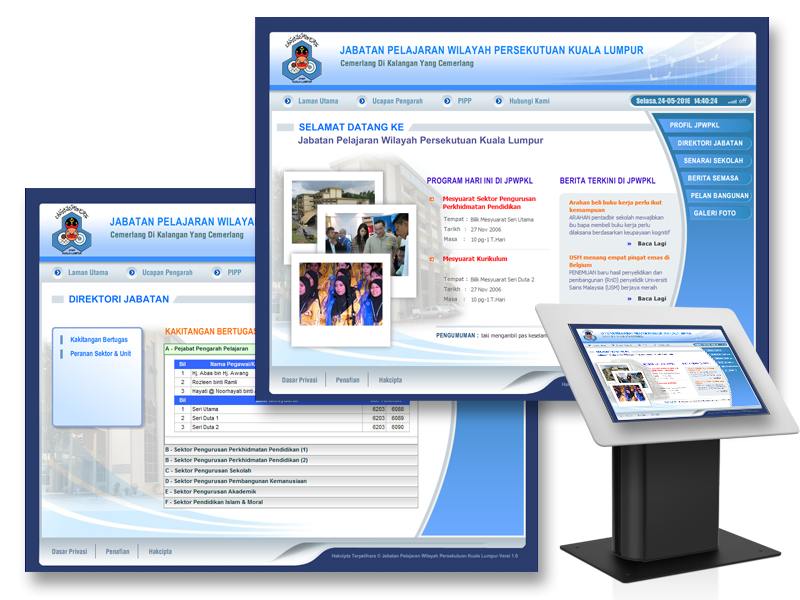 JABATAN PELAJARAN WILAYAH PERSEKUTUAN KUALA LUMPUR
Cemerlang Di Kalangan Yang Cemerlang
Laman Utama
Ucapan Pengarah
PIPP
Hubungi Kami
Selasa,24-05-2016 14:40:24
off
SELAMAT DATANG KE
Jabatan Pelajaran Wilayah Persekutuan Kuala Lumpur
PROFIL JPWPKL
DIREKTORI JABATAN
SENARAI SEKOLAH
BERITA SEMASA
PELAN BANGUNAN
GALERI FOTO
PROGRAM HARI INI DI JPWPKL
Mesyuarat Sektor Pengurusan
Perkhidmatan Pendidikan
Tempat : Bilik Mesyuarat Seri Utama
Tarikh : 27 Nov 2006
Masa : 10 pg-1 T.Hari
Mesyuarat Kurikulum
Tempat : Bilik Mesyuarat Seri Duta 2
Tarikh : 27 Nov 2006
Masa : 10 pg-1 T.Hari
BERITA TERKINI DI JPWPKL
Arahan beli buku kerja perlu ikut
kemampuan
ARAHAN pentadbir sekolah mewajibkan
ibu bapa membeli buku kerja perlu
dilaksana berdasarkan keupayaan kognitif
» Baca Lagi
USM menang empat pingat emas di
Belgium
PENEMUAN baru hasil penyelidikan dan
pembangunan (RnD) penyelidik Universiti
Sains Malaysia (USM) berjaya meraih
» Baca Lagi
PENGUMUMAN : taki mengambil pas keselam
Dasar Privasi
Penafian
Hakcipta
JABATAN PELAJARAN WILAYA
Cemerlang Di Kalangan Yang Cemerlang
Laman Utama
Ucapan Pengarah
PIPP
DIREKTORI JABATAN
Kakitangan Bertugas
Peranan Sektor & Unit
KAKITANGAN BERTUGAS
A - Pejabat Pengarah Pelajaran
Bil Nama Pegawai/K
1 Hj. Abas bin Hj. Awang
2 Rozleen binti Ramli
3 Hayati @ Noorhayati binti
Bil
1 Seri Utama 6203 6088
2 Seri Duta 1 6203 6089
3 Seri Duta 2 6203 6090
B - Sektor Pengurusan Perkhidmatan Pendidikan (1)
B - Sektor Pengurusan Perkhidmatan Pendidikan (2)
C - Sektor Pengurusan Sekolah
D - Sektor Pengurusan Pembangunan Kemanusiaan
E - Sektor Pengurusan Akademik
F - Sektor Pendidikan Islam & Moral
Dasar Privasi
Penafian
Hakcipta
Hakcipta Terpelihara © Jabatan Pelajaran Wilayah Persekutuan Kuala Lumpur Versi 1.0